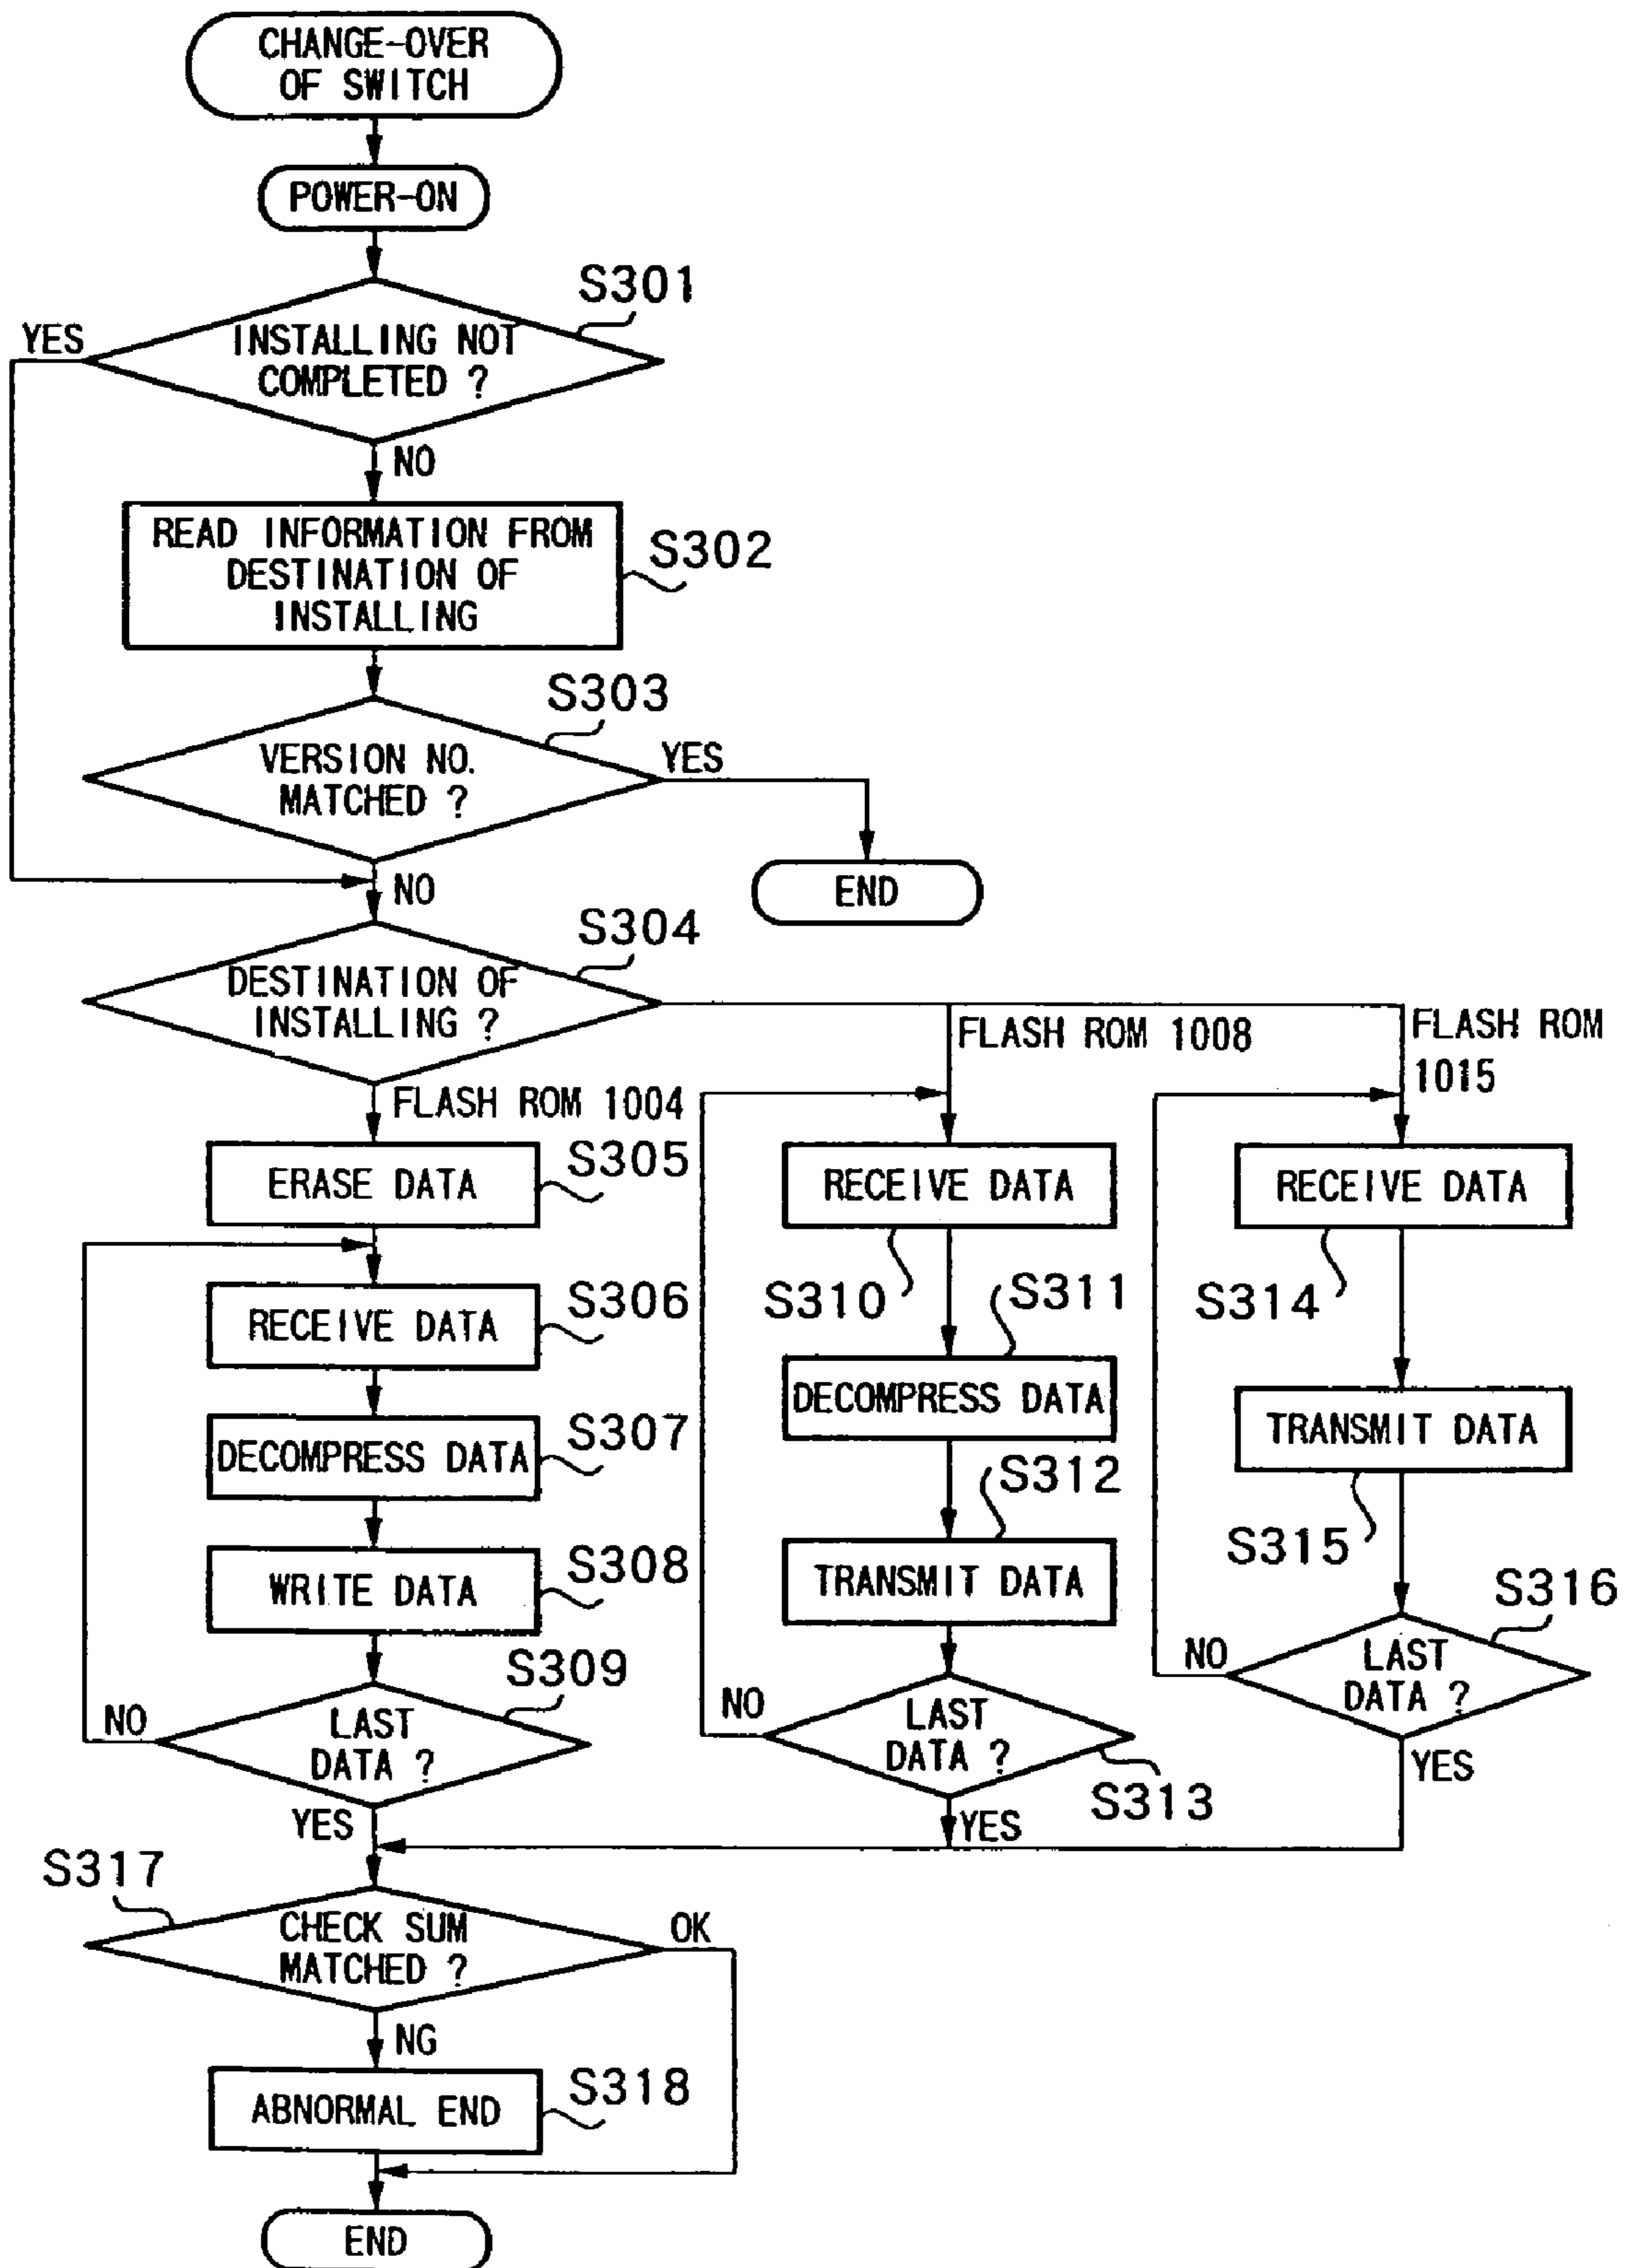 CHANGE-OVER
OF SWITCH
POWER-ON
S301
YES
INSTALLING NOT
COMPLETED ?
NO
READ INFORMATION FROM
DESTINATION OF
INSTALLING
S302
S303
VERSION NO.
MATCHED ?
YES
END
NO
S304
DESTINATION OF
INSTALLING ?
FLASH ROM 1008
FLASH ROM
1015
FLASH ROM 1004
ERASE DATA
S305
RECEIVE DATA
S306
DECOMPRESS DATA
S307
WRITE DATA
S308
S309
NO
LAST
DATA ?
YES
RECEIVE DATA
S310
S311
DECOMPRESS DATA
S312
TRANSMIT DATA
NO
LAST
DATA ?
S313
YES
RECEIVE DATA
S314
TRANSMIT DATA
S315
S316
NO
LAST
DATA ?
YES
S317
CHECK SUM
MATCHED ?
OK
NG
ABNORMAL END
S318
END